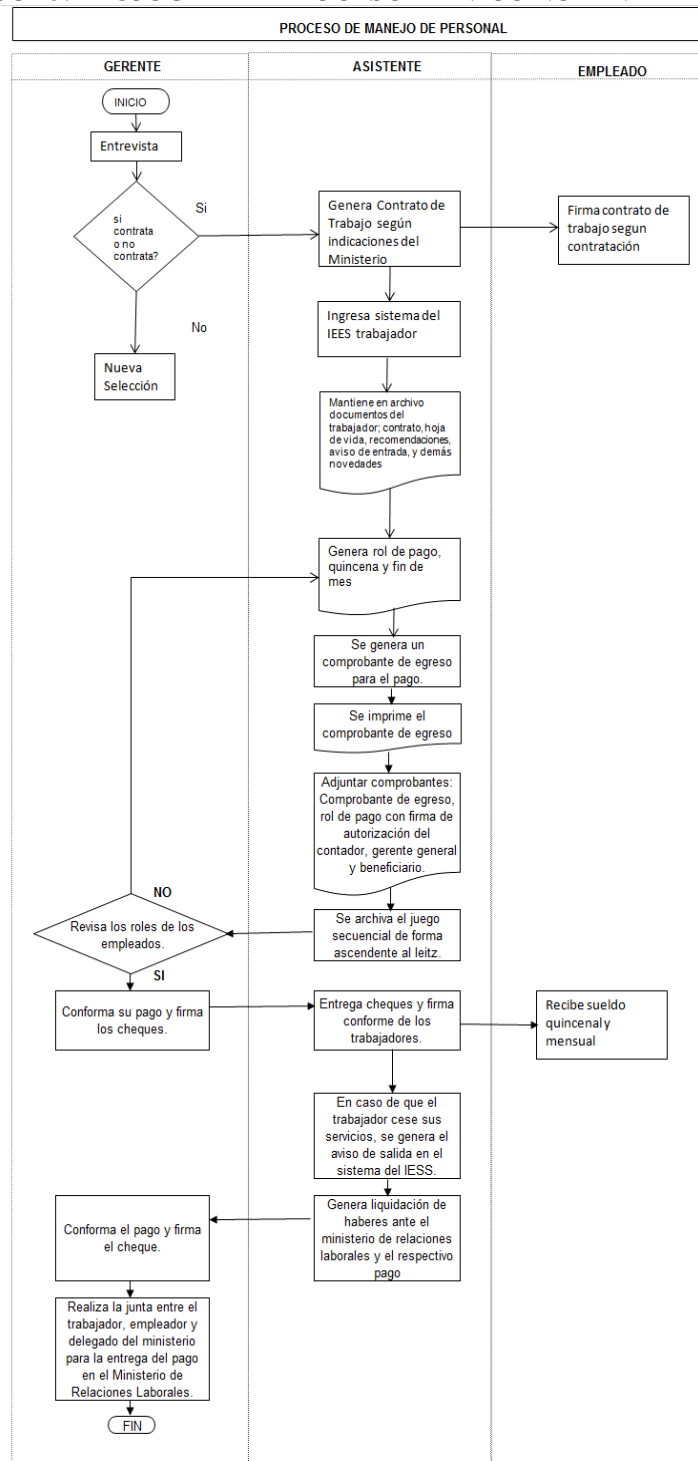 PROCESO DE MANEJO DE PERSONAL
GERENTE
ASISTENTE
EMPLEADO
INICIO
Entrevista
si
contrata
o no
contrata?
Si
No
Nueva
Selección
Genera Contrato de
Trabajo según
indicaciones del
Ministerio
Firma contrato de
trabajo segun
contratación
Ingresa sistema del
IEES trabajador
Mantiene en archivo
documentos del
trabajador; contrato, hoja
de vida, recomendaciones,
aviso de entrada, y demás
novedades
Genera rol de pago,
quincena y fin de
mes
Se genera un
comprobante de egreso
para el pago.
Se imprime el
comprobante de egreso
Adjuntar comprobantes:
Comprobante de egreso,
rol de pago con firma de
autorización del
contador, gerente general
y beneficiario.
Se archiva el juego
secuencial de forma
ascendente al leitz.
NO
Revisa los roles de los
empleados.
SI
Conforma su pago y firma
los cheques.
Entrega cheques y firma
conforme de los
trabajadores.
Recibe sueldo
quincenal y
mensual
En caso de que el
trabajador cese sus
servicios, se genera el
aviso de salida en el
sistema del IESS.
Genera liquidación de
haberes ante el
ministerio de relaciones
laborales y el respectivo
pago
Conforma el pago y firma
el cheque.
Realiza la junta entre el
trabajador, empleador y
delegado del ministerio
para la entrega del pago
en el Ministerio de
Relaciones Laborales.
FIN